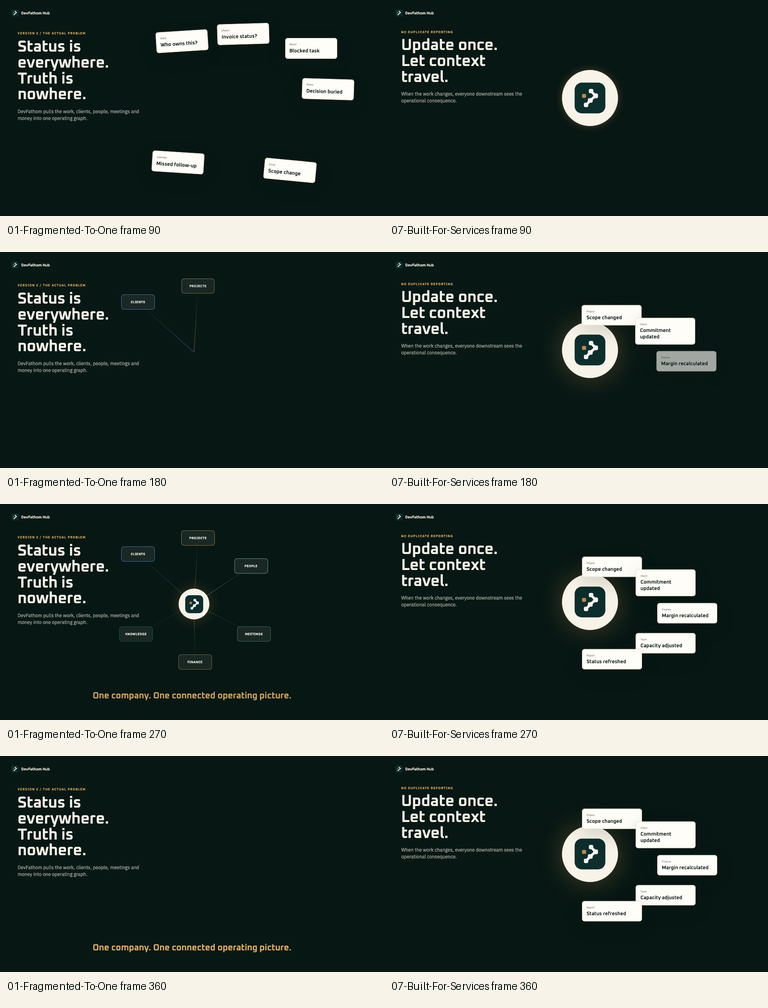 DevFathom Hub
VERSION 2 / THE ACTUAL PROBLEM
Status is
everywhere.
Truth is
nowhere.
DevFathom pulls the work, clients, people, meetings and
money into one operating graph.
Who owns this?
Invoice status?
Blocked task
Decision buried
Missed follow-up
Scope change
01-Fragmented-To-One frame 90
DevFathom Hub
NO DUPLICATE REPORTING
Update once.
Let context
travel.
When the work changes, everyone downstream sees the
operational consequence.
07-Built-For-Services frame 90
DevFathom Hub
VERSION 2 / THE ACTUAL PROBLEM
Status is
everywhere.
Truth is
nowhere.
DevFathom pulls the work, clients, people, meetings and
money into one operating graph.
CLIENTS
PROJECTS
01-Fragmented-To-One frame 180
DevFathom Hub
NO DUPLICATE REPORTING
Update once.
Let context
travel.
When the work changes, everyone downstream sees the
operational consequence.
Scope changed
Commitment
updated
Margin recalculated
07-Built-For-Services frame 180
DevFathom Hub
VERSION 2 / THE ACTUAL PROBLEM
Status is
everywhere.
Truth is
nowhere.
DevFathom pulls the work, clients, people, meetings and
money into one operating graph.
PROJECTS
CLIENTS
PEOPLE
KNOWLEDGE
MEETINGS
FINANCE
One company. One connected operating picture.
01-Fragmented-To-One frame 270
DevFathom Hub
NO DUPLICATE REPORTING
Update once.
Let context
travel.
When the work changes, everyone downstream sees the
operational consequence.
Scope changed
Commitment
updated
Margin recalculated
Capacity adjusted
Status refreshed
07-Built-For-Services frame 270
DevFathom Hub
VERSION 2 / THE ACTUAL PROBLEM
Status is
everywhere.
Truth is
nowhere.
DevFathom pulls the work, clients, people, meetings and
money into one operating graph.
One company. One connected operating picture.
01-Fragmented-To-One frame 360
DevFathom Hub
NO DUPLICATE REPORTING
Update once.
Let context
travel.
When the work changes, everyone downstream sees the
operational consequence.
Scope changed
Commitment
updated
Margin recalculated
Capacity adjusted
Status refreshed
07-Built-For-Services frame 360